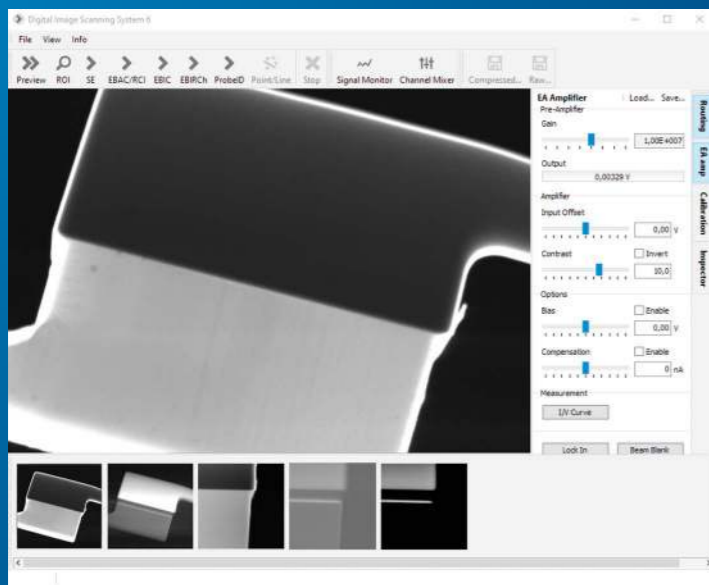 Digital Image Scanning System 6
File View Info
Preview ROI SE EBAC/RCI EBIC EBIRCh ProbeID Point/Line Stop Signal Monitor Channel Mixer Compressed... Raw...
EA Amplifier Load... Save...
Pre-Amplifier
Gain
1,00E+007
Output
0,00329 V
Amplifier
Input Offset
0,00 V
Contrast Invert
10,0
Options
Bias Enable
0,00 V
Compensation Enable
0 nA
Measurement
I/V Curve
Lock In Beam Blank
Routing
EA amp
Calibration
Inspector